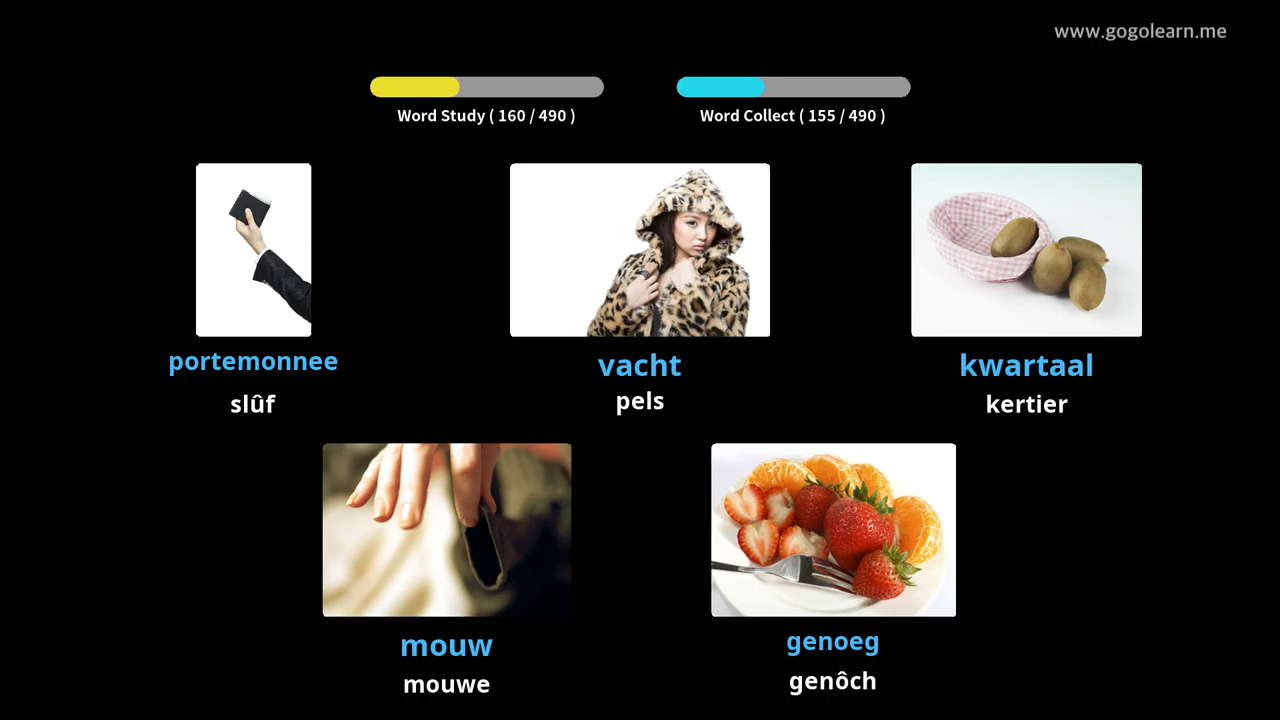 www.gogolearn.me
Word Study ( 160 / 490 )
Word Collect ( 155 / 490 )
portemonnee
slûf
vacht
pels
kwartaal
kertier
mouw
mouwe
genoeg
genôch